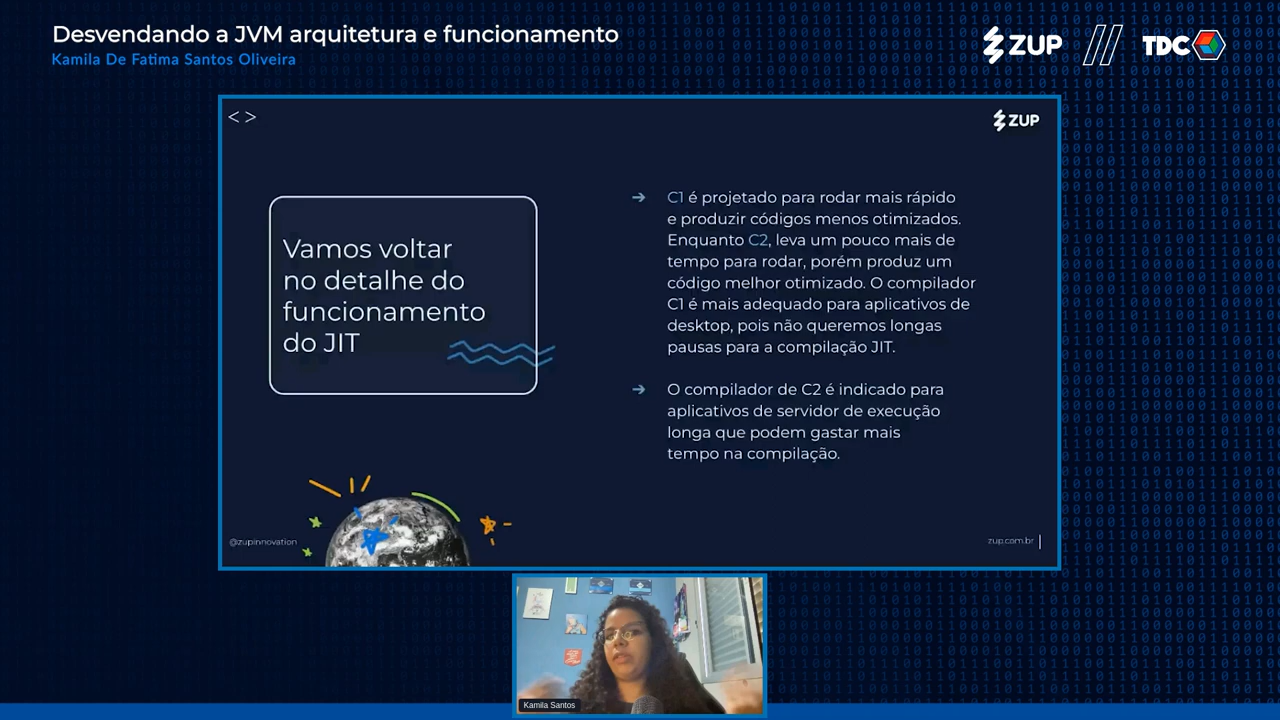 Desvendando a JVM arquitetura e funcionamento
Kamila De Fatima Santos Oliveira
ZUP
TDC
< >
ZUP
Vamos voltar
no detalhe do
funcionamento
do JIT
➔ C1 é projetado para rodar mais rápido
e produzir códigos menos otimizados.
Enquanto C2, leva um pouco mais de
tempo para rodar, porém produz um
código melhor otimizado. O compilador
C1 é mais adequado para aplicativos de
desktop, pois não queremos longas
pausas para a compilação JIT.
➔ O compilador de C2 é indicado para
aplicativos de servidor de execução
longa que podem gastar mais
tempo na compilação.
@zupinnovation
zup.com.br
Kamila Santos